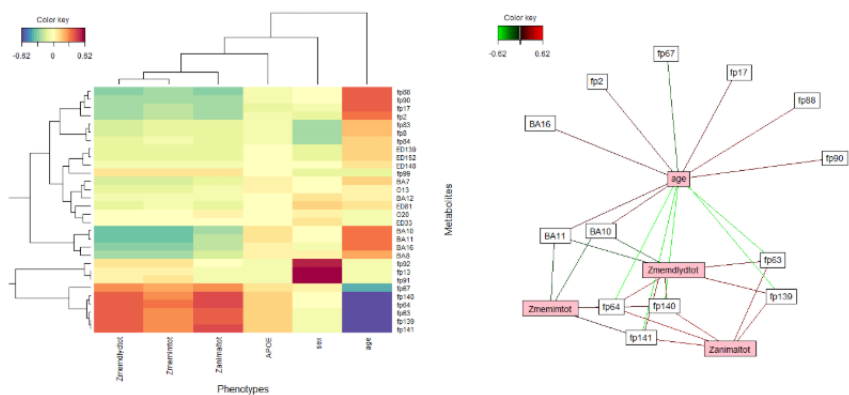 Color key
-0.62 0 0.52
fp88
fp90
fp17
fp2
fp83
fp8
fp84
ED139
ED152
ED140
fp99
BA7
O13
BA12
ED81
O20
ED33
BA10
BA11
BA16
BA8
fp92
fp13
fp91
fp67
fp140
fp64
fp63
fp139
fp141
Metabolites
Zmemdlydtot
Zmemimtot
Zanimaltot
APOE
sex
age
Phenotypes
Color key
-0.62 0.62
fp67
fp17
fp2
fp88
BA16
fp90
age
BA11
BA10
fp63
Zmemdlydtot
fp139
Zmemimtot
fp64
fp140
fp141
Zanimaltot